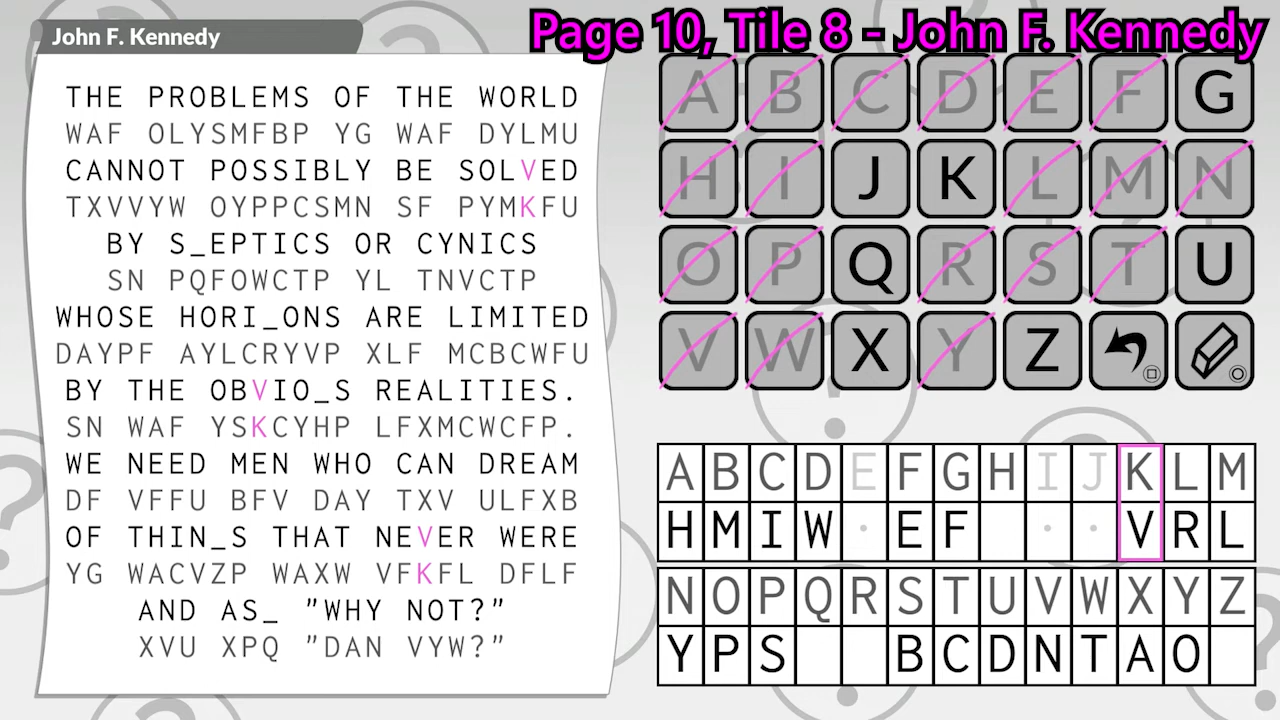 John F. Kennedy
Page 10, Tile 8 - John F. Kennedy
THE PROBLEMS OF THE WORLD
WAF OLYSMFBP YG WAF DYLMU
CANNOT POSSIBLY BE SOLVED
TXVVYW OYPPCSMN SF PYMKFU
BY S_EPTICS OR CYNICS
SN PQFOWCTP YL TNVCTP
WHOSE HORI_ONS ARE LIMITED
DAYPF AYLCRYVP XLF MCBCWFU
BY THE OBVIO_S REALITIES.
SN WAF YSKCYHP LFXMCWCFP.
WE NEED MEN WHO CAN DREAM
DF VFFU BFV DAY TXV ULFXB
OF THIN_S THAT NEVER WERE
YG WACVZP WAXW VFKFL DFLF
AND AS_ "WHY NOT?"
XVU XPQ "DAN VYW?"
A B C D E F G
H I J K L M N
O P Q R S T U
V W X Y Z
A B C D E F G H I J K L M
H M I W · E F · · V R L
N O P Q R S T U V W X Y Z
Y P S B C D N T A O